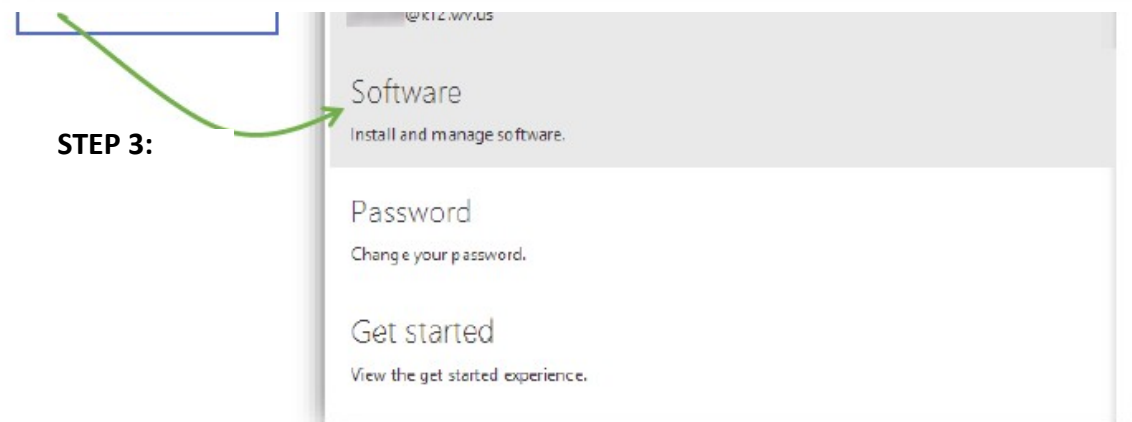 @k12.wv.us
Software
Install and manage software.
STEP 3:
Password
Change your password.
Get started
View the get started experience.